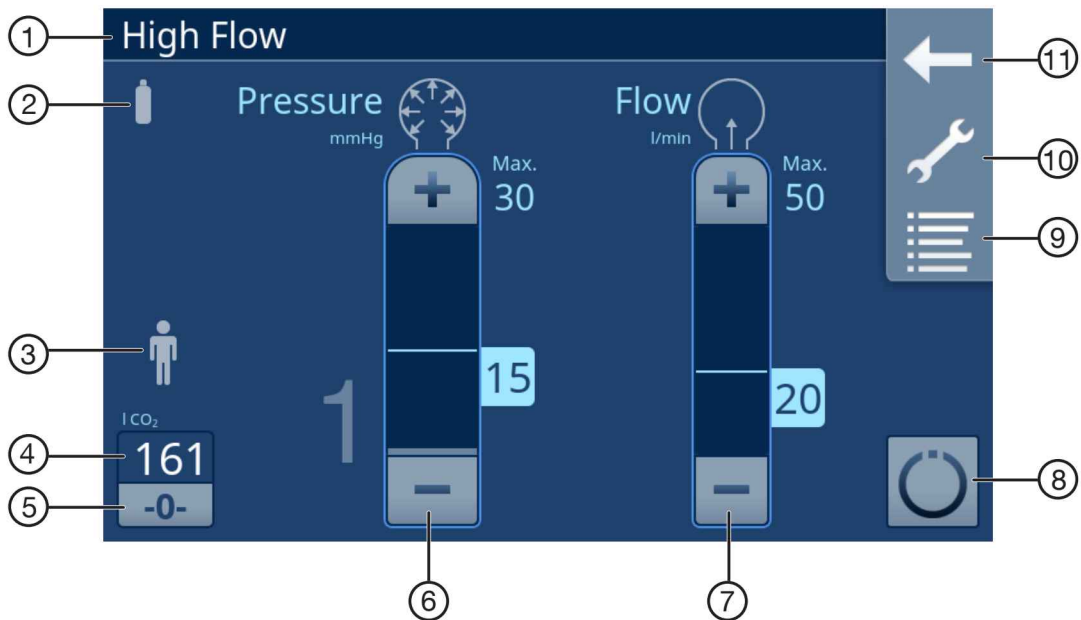 1 High Flow
11
2
Pressure
mmHg
Flow
l/min
Max.
30
Max.
50
10
9
3
15
20
1
I CO₂
4
161
5
-0-
8
6
7